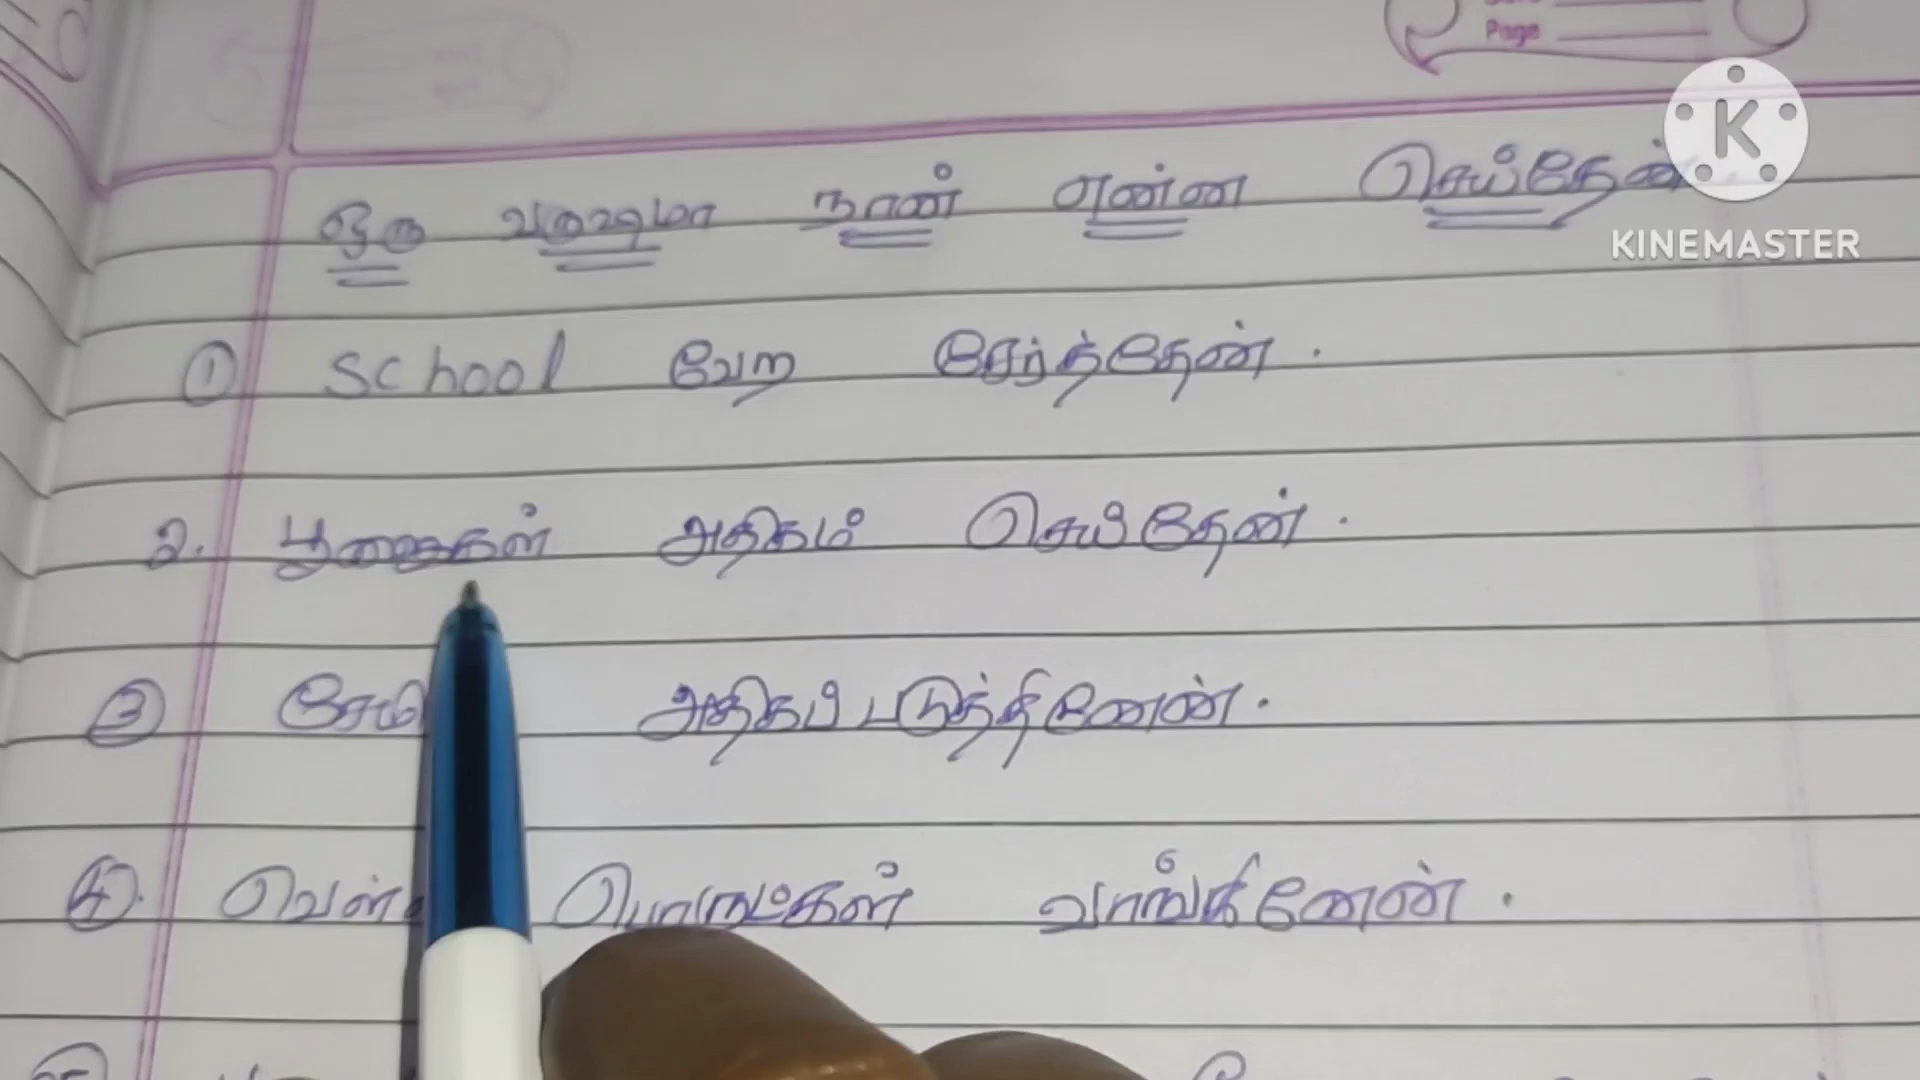 Page
KINEMASTER
ஒரு வருஷமா நான் என்ன செய்தேன்
① School வேற சேர்த்தேன்.
2. பூஜைகள் அதிகம் செய்தேன்.
③ அதிகப்படுத்தினேன்.
④. பொருட்கள் வாங்கினேன்.